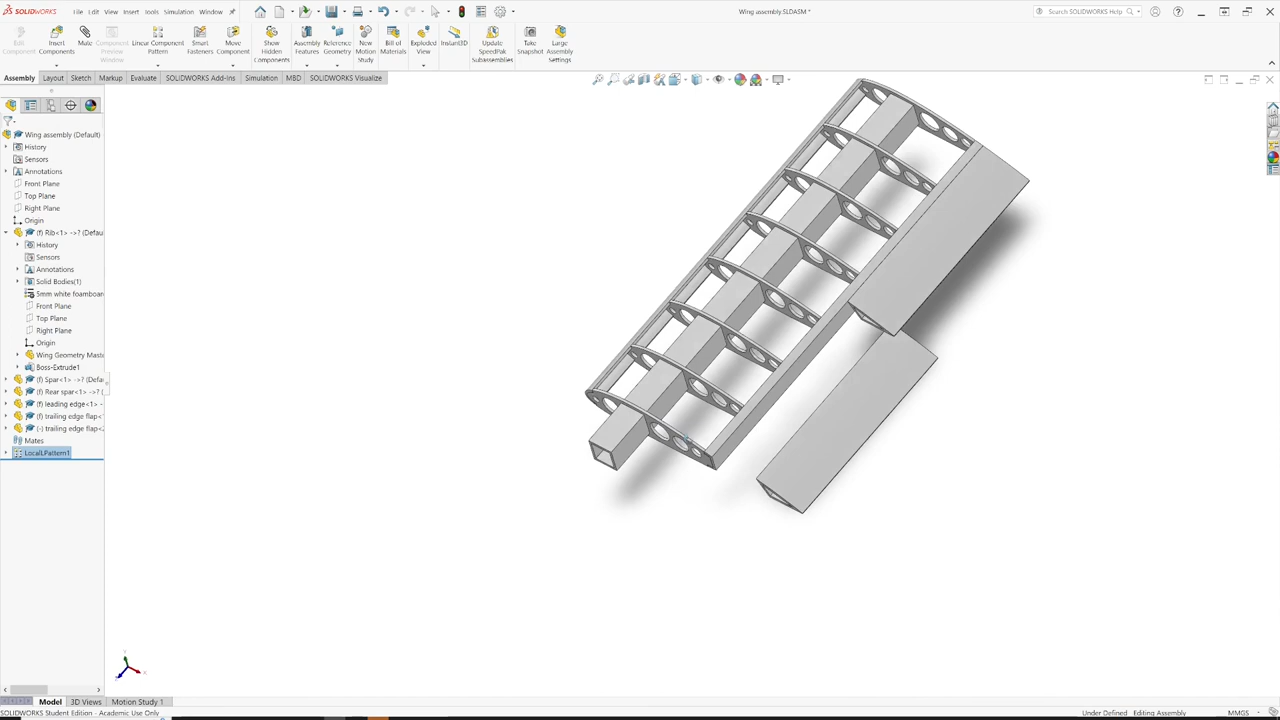 SOLIDWORKS
File Edit View Insert Tools Simulation Window
Wing assembly.SLDASM *
Search SOLIDWORKS
Edit Component
Insert Components
Mate
Component Preview Window
Linear Component Pattern
Smart Fasteners
Move Component
Show Hidden Components
Assembly Features
Reference Geometry
New Motion Study
Bill of Materials
Exploded View
Instant3D
Update SpeedPak Subassemblies
Take Snapshot
Large Assembly Settings
Assembly Layout Sketch Markup Evaluate SOLIDWORKS Add-Ins Simulation MBD SOLIDWORKS Visualize
Wing assembly (Default)
History
Sensors
Annotations
Front Plane
Top Plane
Right Plane
Origin
(f) Rib<1> ->? (Defau
History
Sensors
Annotations
Solid Bodies(1)
5mm white foamboar
Front Plane
Top Plane
Right Plane
Origin
Wing Geometry Mast
Boss-Extrude1
(f) Spar<1> ->? (Defau
(f) Rear spar<1> ->? (
(f) leading edge<1> -
(f) trailing edge flap<
(-) trailing edge flap<
Mates
LocalLPattern1
Y
X
Z
Model 3D Views Motion Study 1
SOLIDWORKS Student Edition - Academic Use Only
Under Defined Editing Assembly MMGS